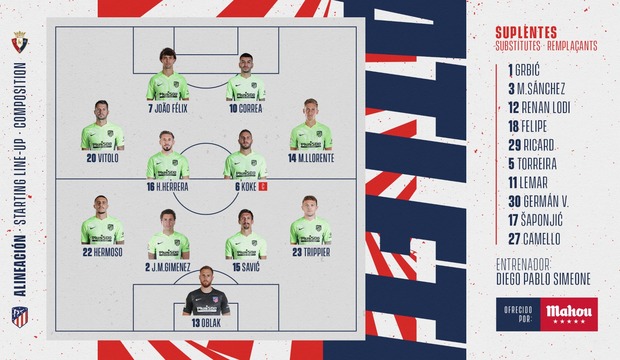 ALINEACIÓN · STARTING LINE-UP · COMPOSITION
7 JOÃO FÉLIX
10 CORREA
20 VITOLO
16 H.HERRERA
6 KOKE C
14 M.LLORENTE
22 HERMOSO
2 J.M.GIMENEZ
15 SAVIĆ
23 TRIPPIER
13 OBLAK
ATLETI
SUPLENTES
SUBSTITUTES · REMPLAÇANTS
1 GRBIĆ
3 M.SÁNCHEZ
12 RENAN LODI
18 FELIPE
29 RICARD
5 TORREIRA
11 LEMAR
30 GERMÁN V.
17 ŠAPONJIĆ
27 CAMELLO
ENTRENADOR:
DIEGO PABLO SIMEONE
OFRECIDO
POR:
Mahou